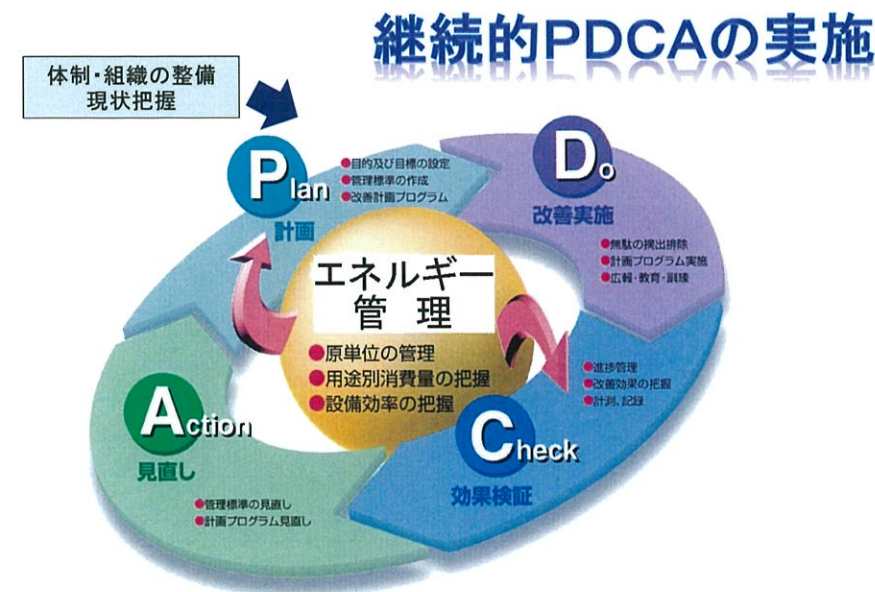 継続的PDCAの実施
体制・組織の整備
現状把握
Plan
計画
●目的及び目標の設定
●管理標準の作成
●改善計画プログラム
Do
改善実施
●無駄の摘出排除
●計画プログラム実施
●広報・教育・訓練
エネルギー
管理
●原単位の管理
●用途別消費量の把握
●設備効率の把握
Check
効果検証
●進捗管理
●改善効果の把握
●計測、記録
Action
見直し
●管理標準の見直し
●計画プログラム見直し